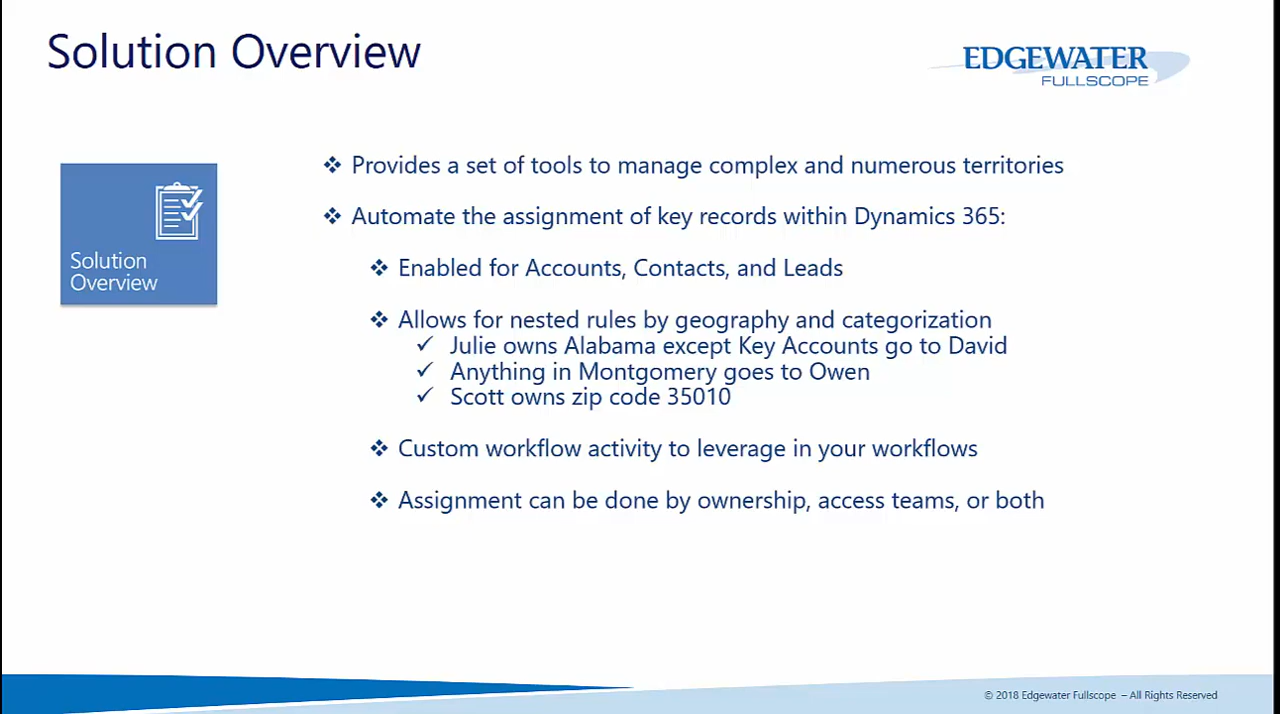 Solution Overview
EDGEWATER
FULLSCOPE
Solution
Overview
❖ Provides a set of tools to manage complex and numerous territories
❖ Automate the assignment of key records within Dynamics 365:
❖ Enabled for Accounts, Contacts, and Leads
❖ Allows for nested rules by geography and categorization
✓ Julie owns Alabama except Key Accounts go to David
✓ Anything in Montgomery goes to Owen
✓ Scott owns zip code 35010
❖ Custom workflow activity to leverage in your workflows
❖ Assignment can be done by ownership, access teams, or both
© 2018 Edgewater Fullscope – All Rights Reserved